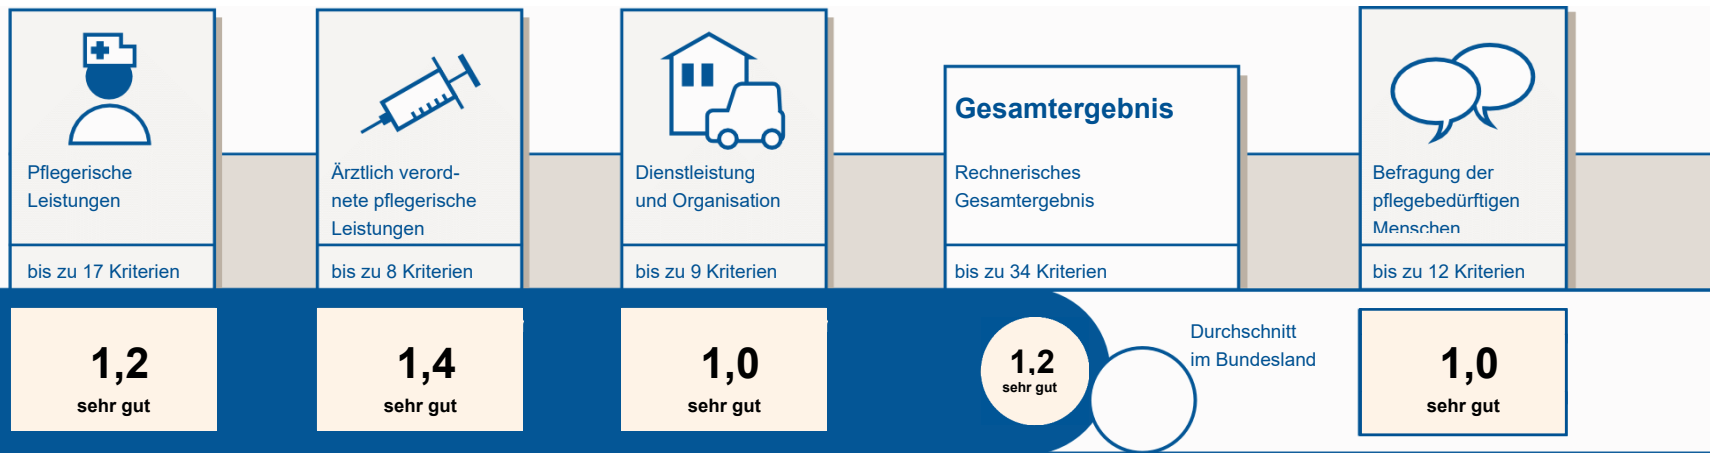 Pflegerische
Leistungen
bis zu 17 Kriterien
1,2
sehr gut
Ärztlich verord-
nete pflegerische
Leistungen
bis zu 8 Kriterien
1,4
sehr gut
Dienstleistung
und Organisation
bis zu 9 Kriterien
1,0
sehr gut
Gesamtergebnis
Rechnerisches
Gesamtergebnis
bis zu 34 Kriterien
1,2
sehr gut
Durchschnitt
im Bundesland
Befragung der
pflegebedürftigen
Menschen
bis zu 12 Kriterien
1,0
sehr gut